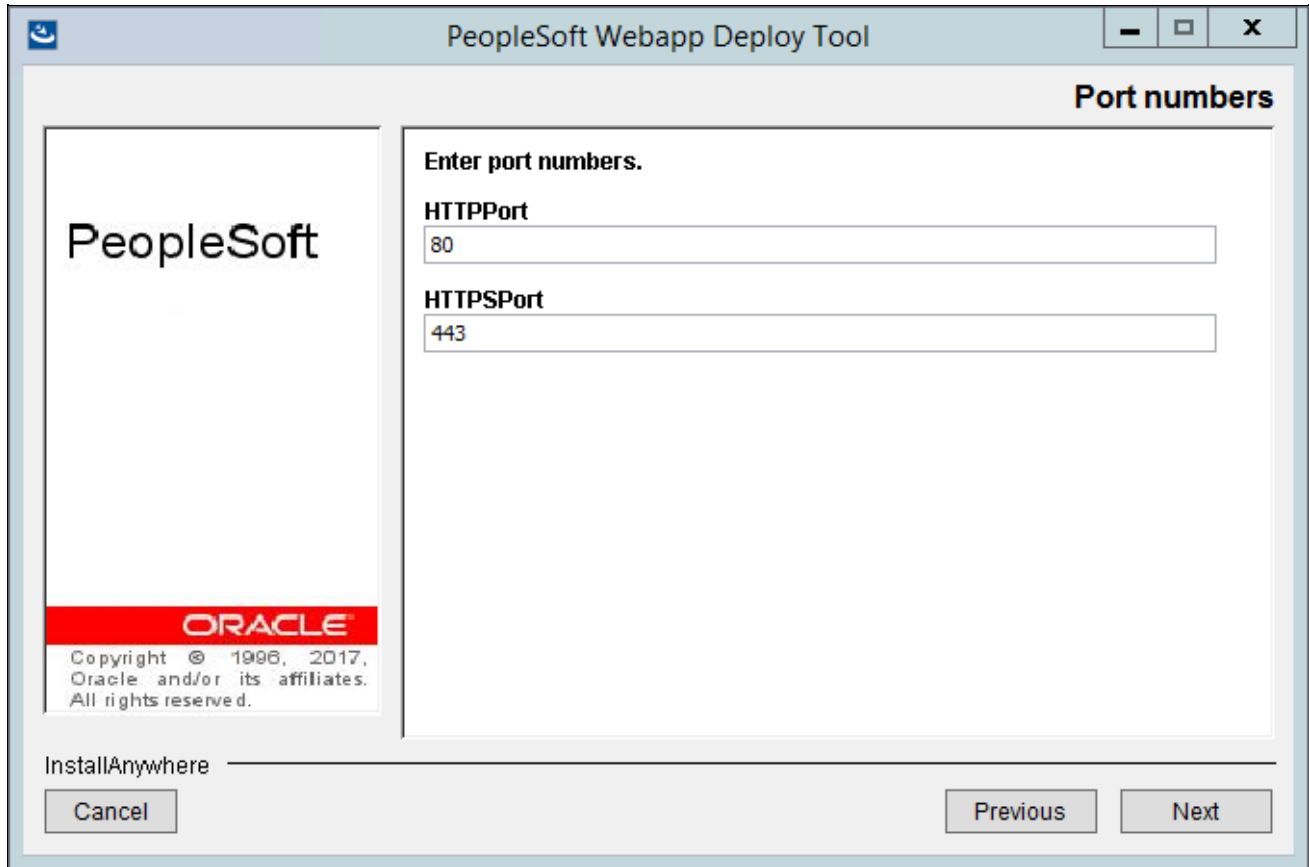 PeopleSoft Webapp Deploy Tool
Port numbers
PeopleSoft
ORACLE
Copyright © 1996, 2017,
Oracle and/or its affiliates.
All rights reserved.
Enter port numbers.
HTTPPort
80
HTTPSPort
443
InstallAnywhere
Cancel
Previous
Next